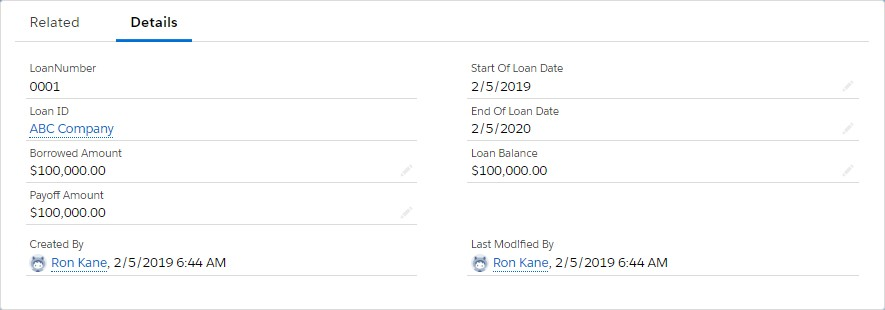 Related Details
LoanNumber
0001
Start Of Loan Date
2/5/2019
Loan ID
ABC Company
End Of Loan Date
2/5/2020
Borrowed Amount
$100,000.00
Loan Balance
$100,000.00
Payoff Amount
$100,000.00
Created By
Ron Kane, 2/5/2019 6:44 AM
Last Modified By
Ron Kane, 2/5/2019 6:44 AM